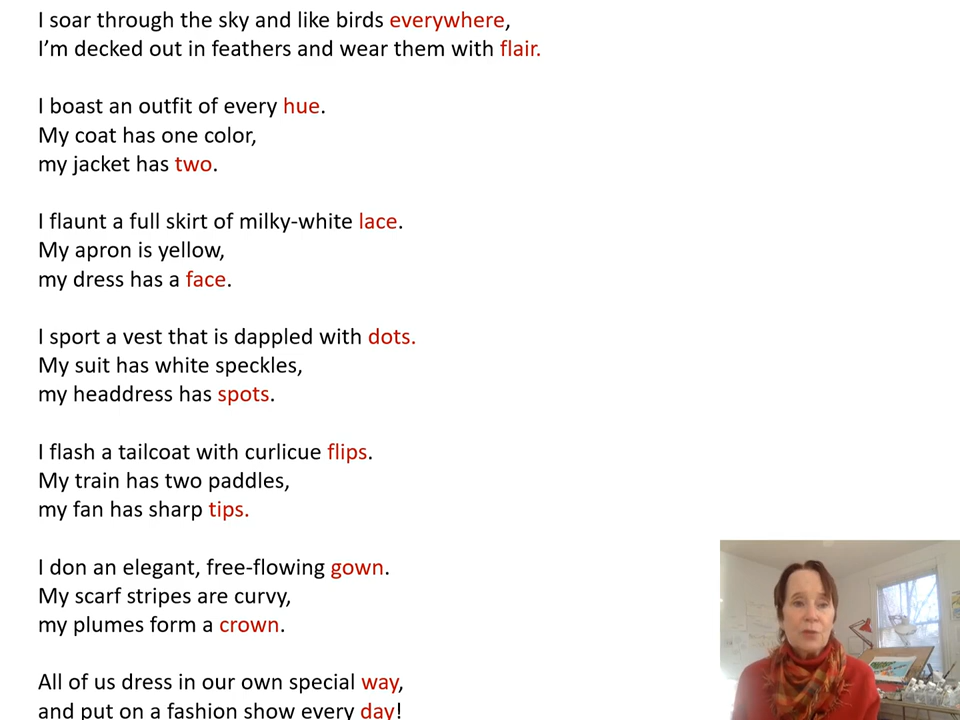 I soar through the sky and like birds everywhere,
I'm decked out in feathers and wear them with flair.
I boast an outfit of every hue.
My coat has one color,
my jacket has two.
I flaunt a full skirt of milky-white lace.
My apron is yellow,
my dress has a face.
I sport a vest that is dappled with dots.
My suit has white speckles,
my headdress has spots.
I flash a tailcoat with curlicue flips.
My train has two paddles,
my fan has sharp tips.
I don an elegant, free-flowing gown.
My scarf stripes are curvy,
my plumes form a crown.
All of us dress in our own special way,
and put on a fashion show every day!